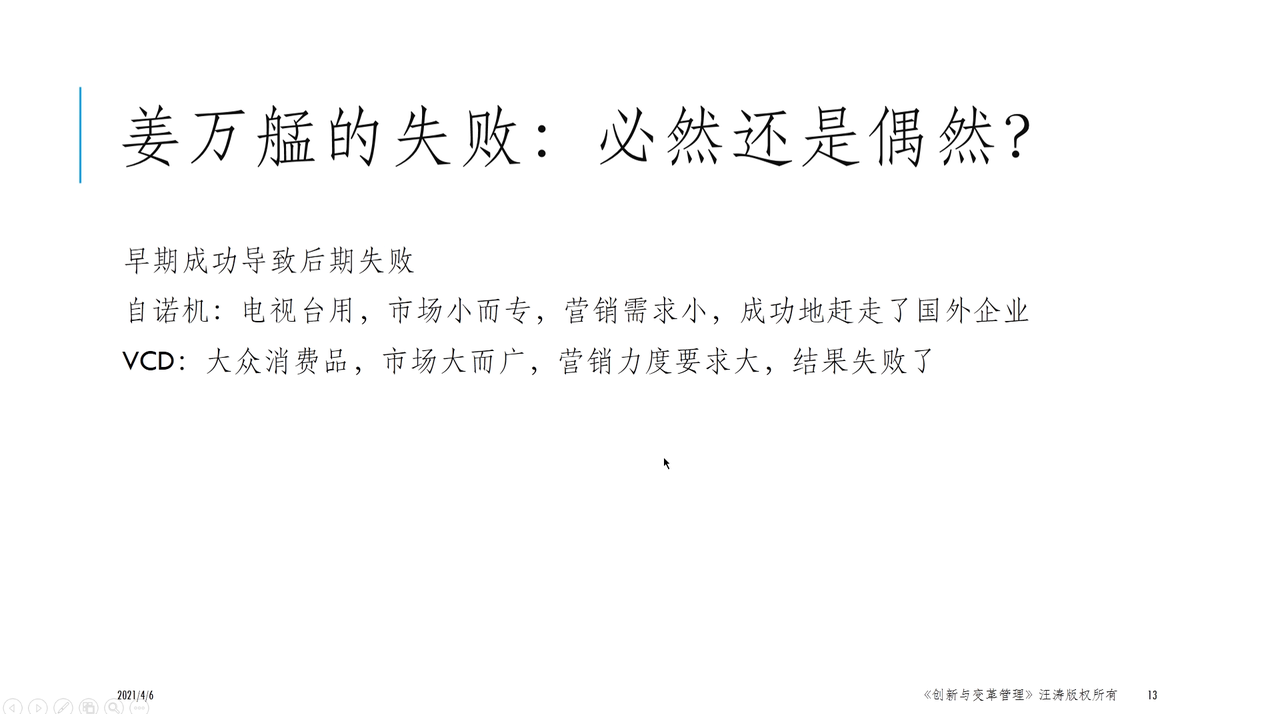 姜万艋的失败：必然还是偶然？
早期成功导致后期失败
自诺机：电视台用，市场小而专，营销需求小，成功地赶走了国外企业
VCD：大众消费品，市场大而广，营销力度要求大，结果失败了
2021/4/6
《创新与变革管理》汪涛版权所有
13